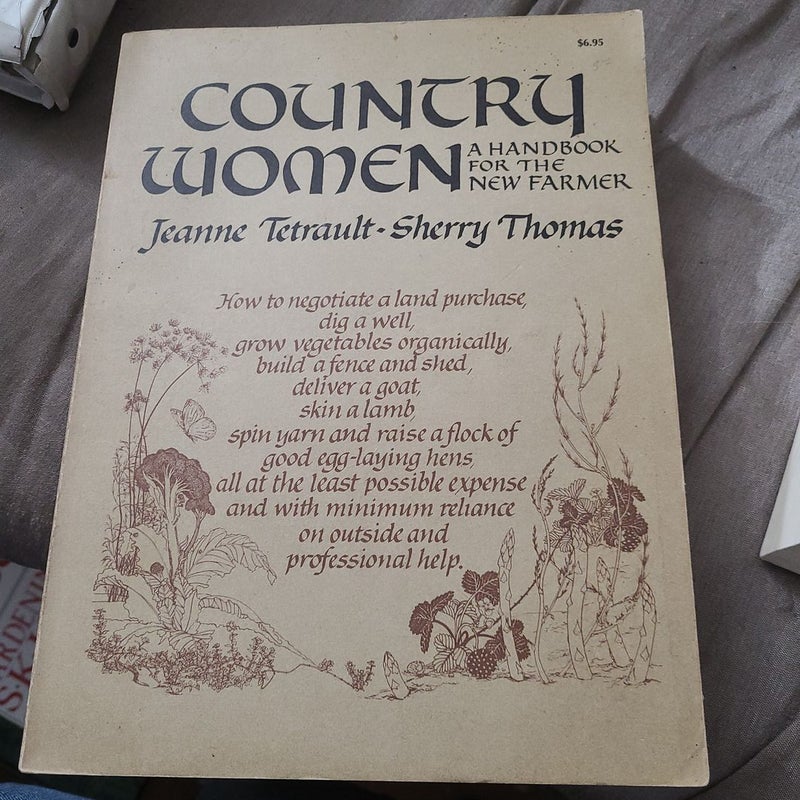 $6.95
COUNTRY
WOMEN
A HANDBOOK
FOR THE
NEW FARMER
Jeanne Tetrault · Sherry Thomas
How to negotiate a land purchase,
dig a well,
grow vegetables organically,
build a fence and shed,
deliver a goat,
skin a lamb,
spin yarn and raise a flock of
good egg-laying hens,
all at the least possible expense
and with minimum reliance
on outside and
professional help.